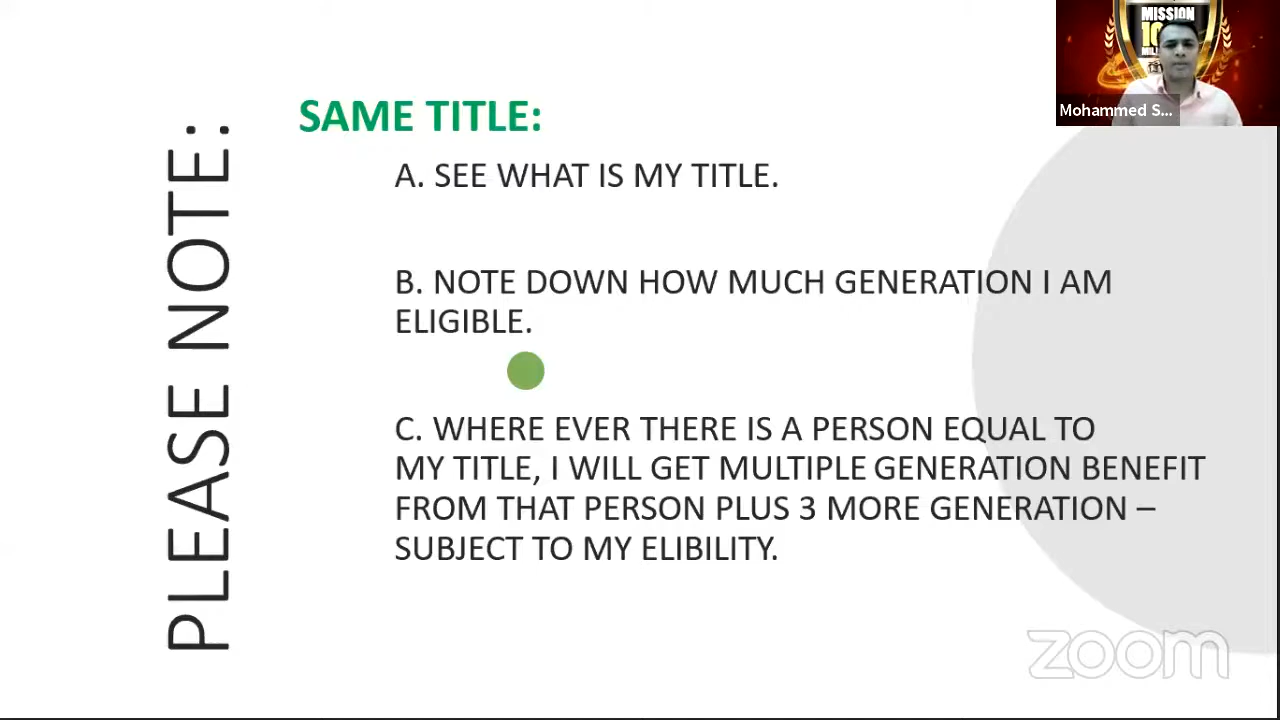 MISSION
Mohammed S...
PLEASE NOTE:
SAME TITLE:
A. SEE WHAT IS MY TITLE.
B. NOTE DOWN HOW MUCH GENERATION I AM
ELIGIBLE.
C. WHERE EVER THERE IS A PERSON EQUAL TO
MY TITLE, I WILL GET MULTIPLE GENERATION BENEFIT
FROM THAT PERSON PLUS 3 MORE GENERATION –
SUBJECT TO MY ELIBILITY.
zoom